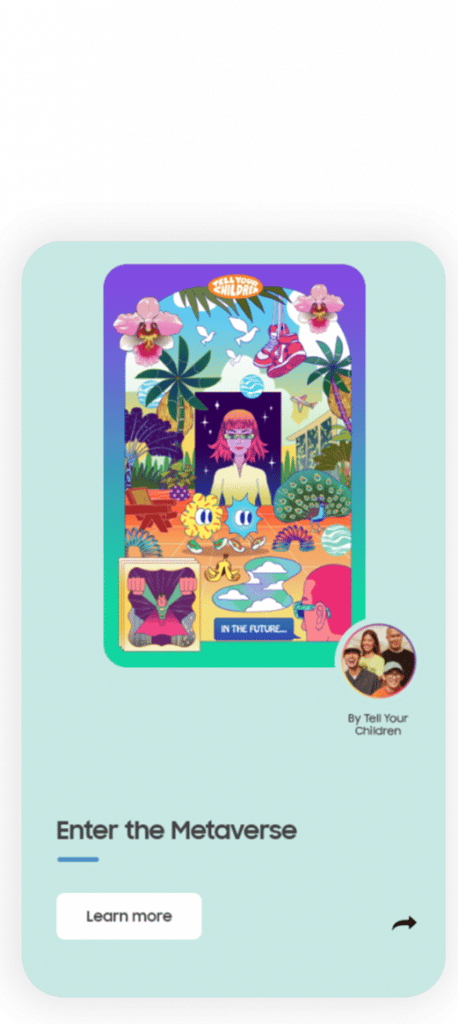 TELL YOUR
CHILDREN
IN THE FUTURE...
By Tell Your
Children
Enter the Metaverse
Learn more